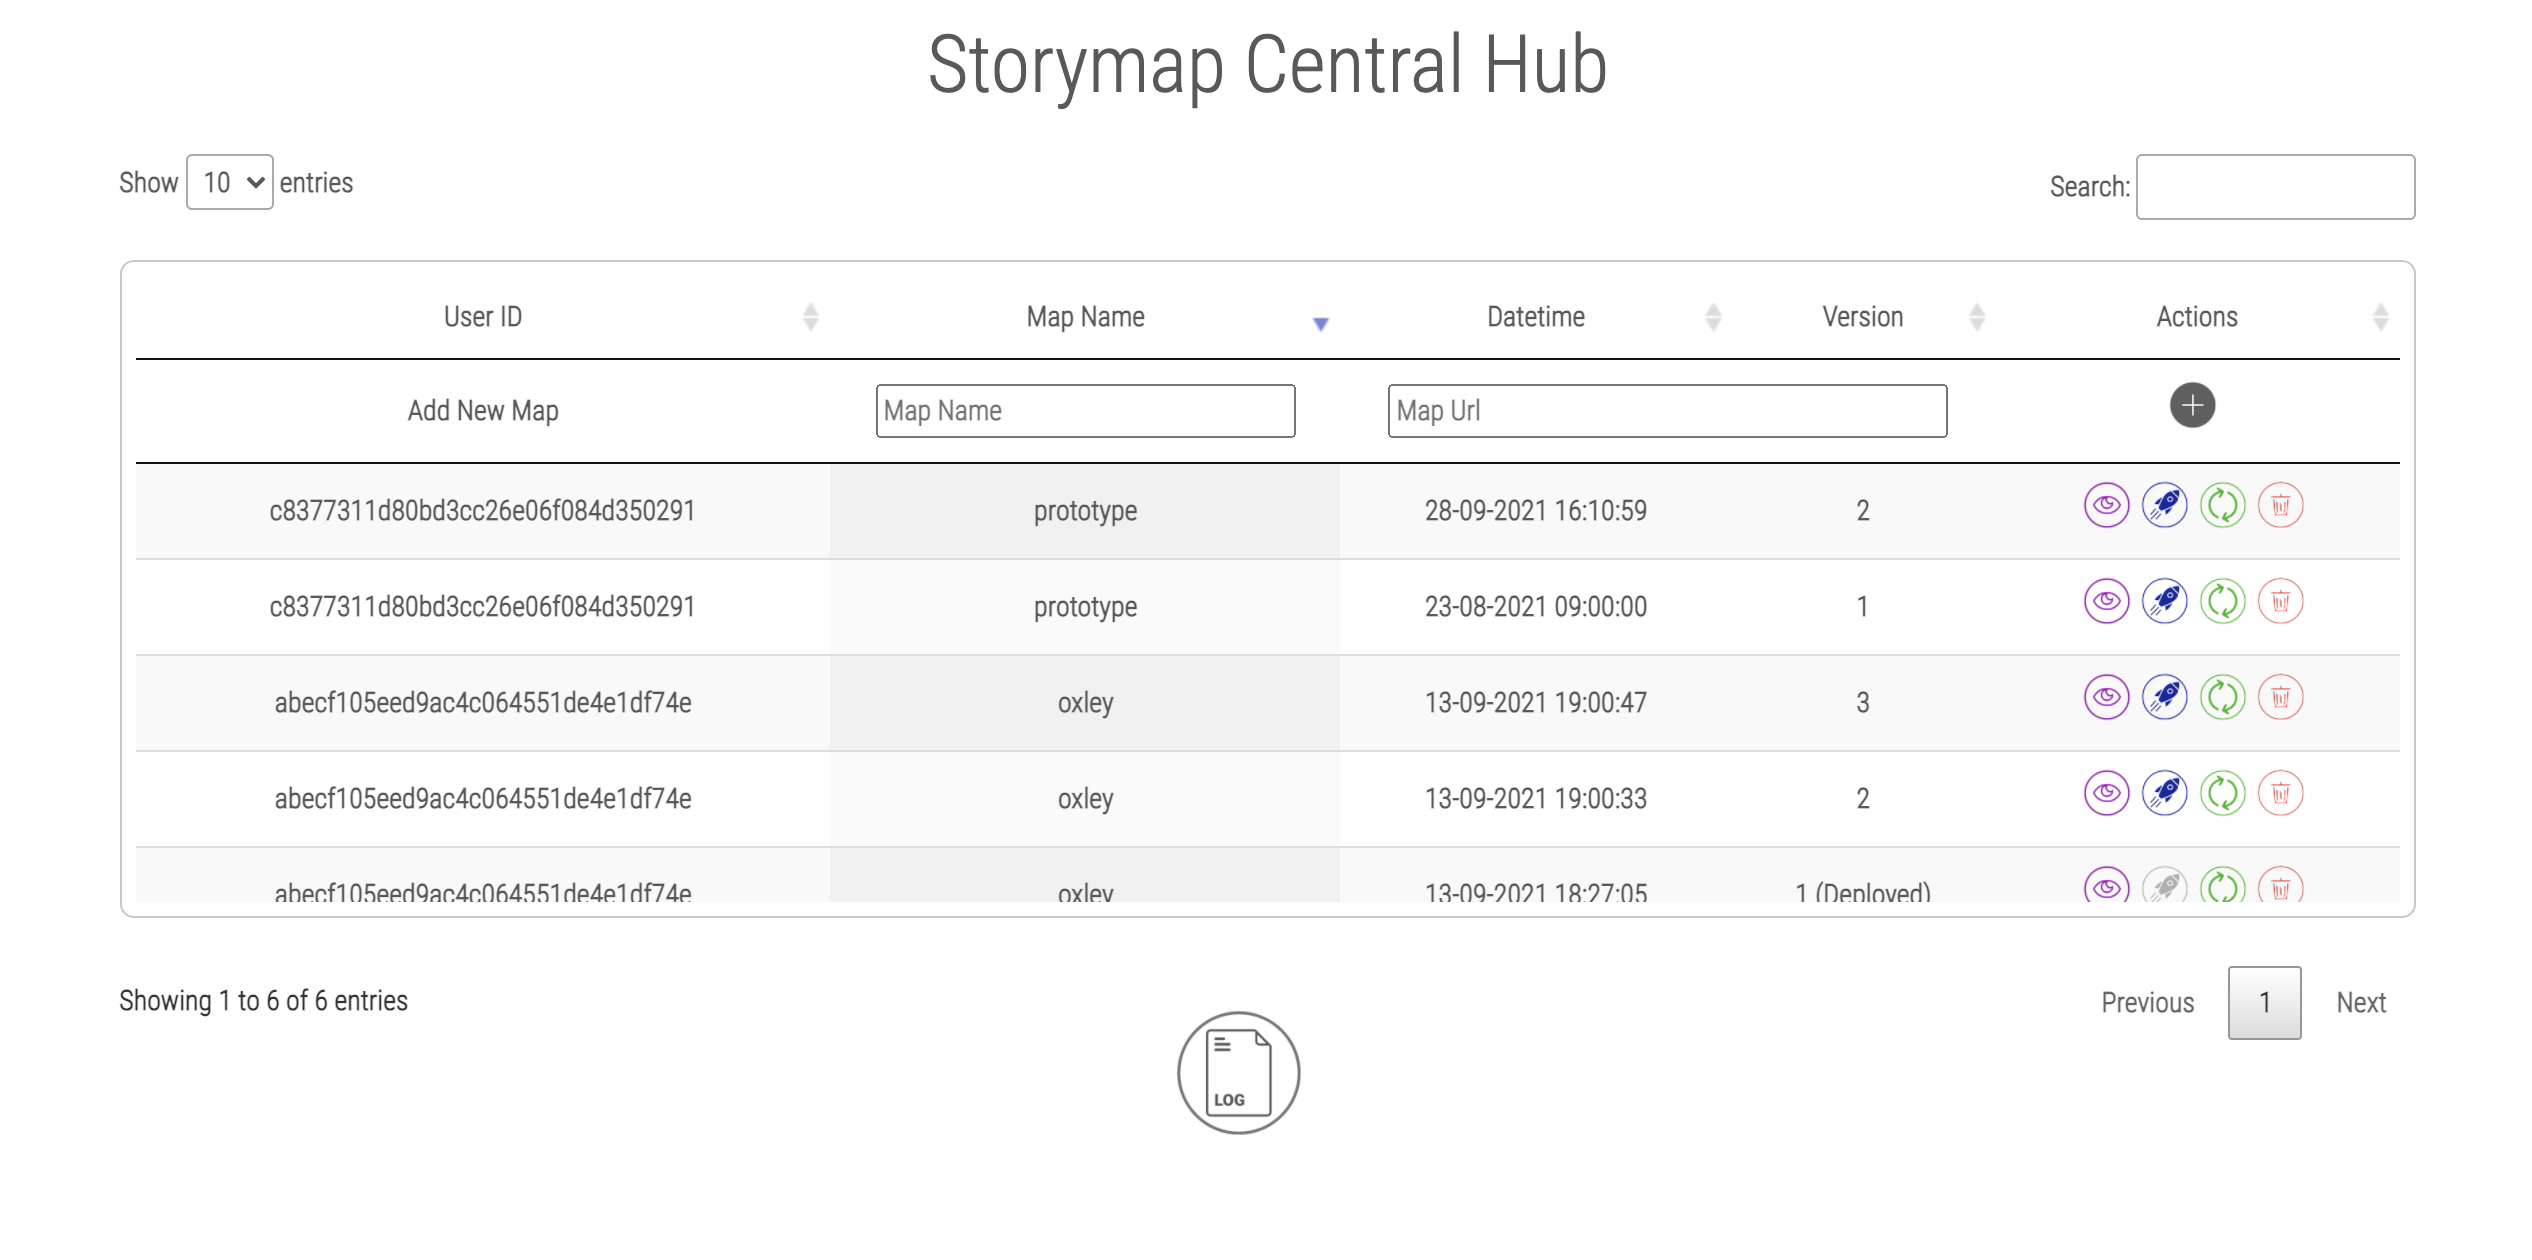 Storymap Central Hub
Show 10 entries
Search:
User ID Map Name Datetime Version Actions
Add New Map Map Name Map Url
c8377311d80bd3cc26e06f084d350291 prototype 28-09-2021 16:10:59 2
c8377311d80bd3cc26e06f084d350291 prototype 23-08-2021 09:00:00 1
abecf105eed9ac4c064551de4e1df74e oxley 13-09-2021 19:00:47 3
abecf105eed9ac4c064551de4e1df74e oxley 13-09-2021 19:00:33 2
abecf105eed9ac4c064551de4e1df74e oxley 13-09-2021 18:27:05 1 (Deployed)
Showing 1 to 6 of 6 entries
Previous 1 Next
LOG